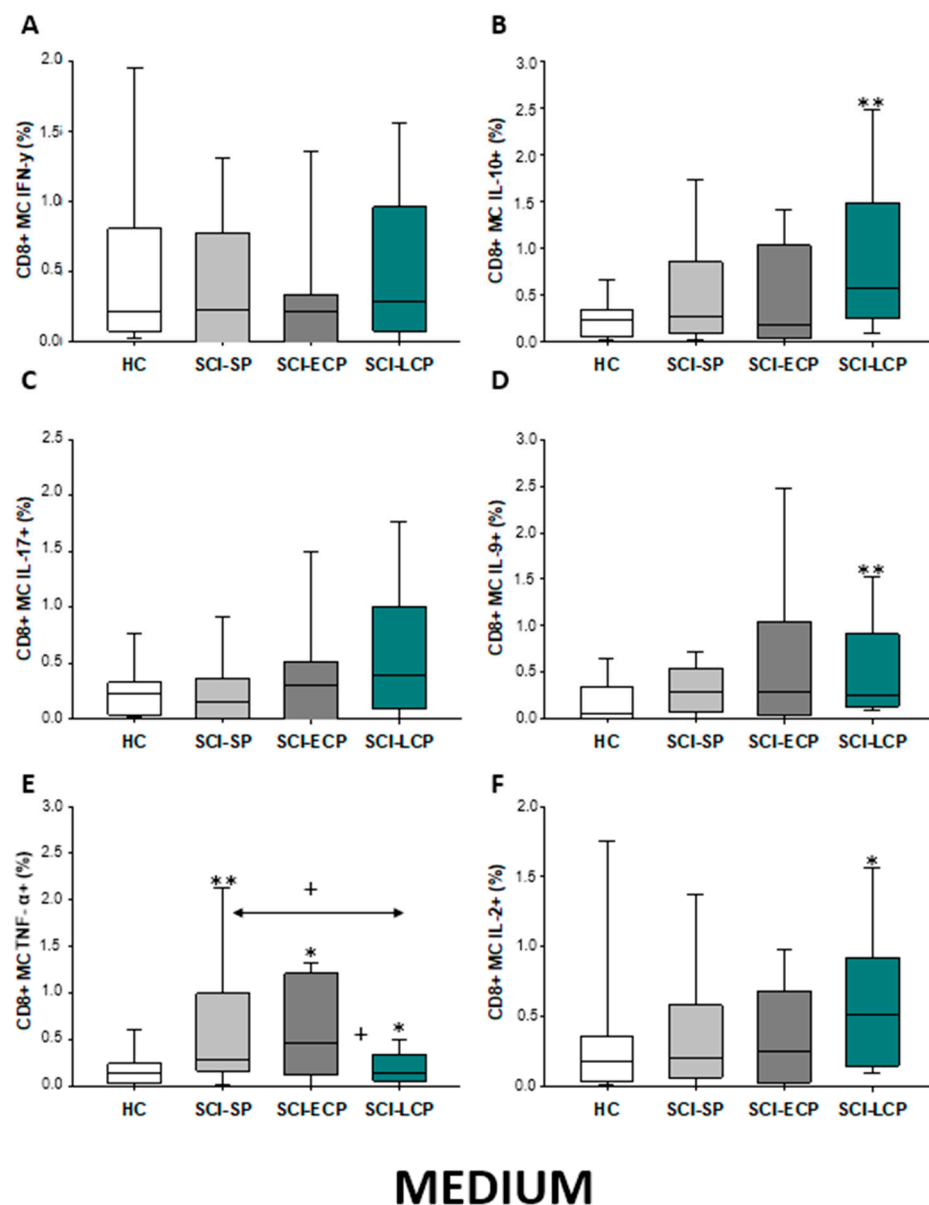 A
CD8+ MC IFN-y (%)
2.0
1.5
1.0
0.5
0.0
HC SCI-SP SCI-ECP SCI-LCP
B
CD8+ MC IL-10+ (%)
3.0
2.5
2.0
1.5
1.0
0.5
0.0
**
HC SCI-SP SCI-ECP SCI-LCP
C
CD8+ MC IL-17+ (%)
2.5
2.0
1.5
1.0
0.5
0.0
HC SCI-SP SCI-ECP SCI-LCP
D
CD8+ MC IL-9+ (%)
3.0
2.5
2.0
1.5
1.0
0.5
0.0
**
HC SCI-SP SCI-ECP SCI-LCP
E
CD8+ MC TNF- α+ (%)
3.0
2.5
2.0
1.5
1.0
0.5
0.0
** +
*
+ *
HC SCI-SP SCI-ECP SCI-LCP
F
CD8+ MC IL-2+ (%)
2.0
1.5
1.0
0.5
0.0
*
HC SCI-SP SCI-ECP SCI-LCP
MEDIUM